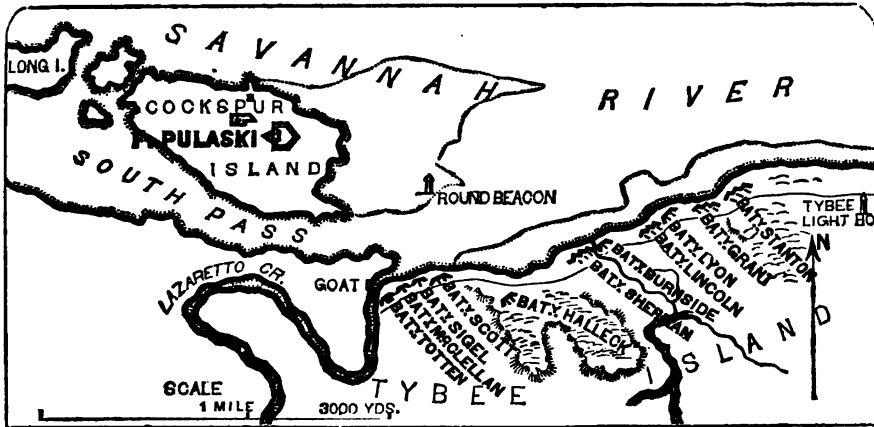 SAVANNAH
RIVER
LONG I.
COCKSPUR
PULASKI
ISLAND
SOUTH PASS
ROUND BEACON
TYBEE
LIGHT
N
BATY. STANTON
BATY. GRANT
BATY. LYON
BATY. LINCOLN
BATY. BURNSIDE
BATY. SHERMAN
BATY. HALLECK
BATY. SCOTT
BATY. SIGEL
BATY. MCCLELLAN
BATY. TOTTEN
GOAT
LAZARETTO CR.
TYBEE
ISLAND
SCALE
1 MILE
3000 YDS.